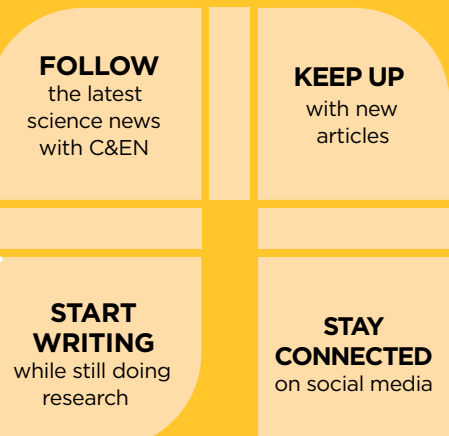 FOLLOW
the latest
science news
with C&EN
KEEP UP
with new
articles
START
WRITING
while still doing
research
STAY
CONNECTED
on social media